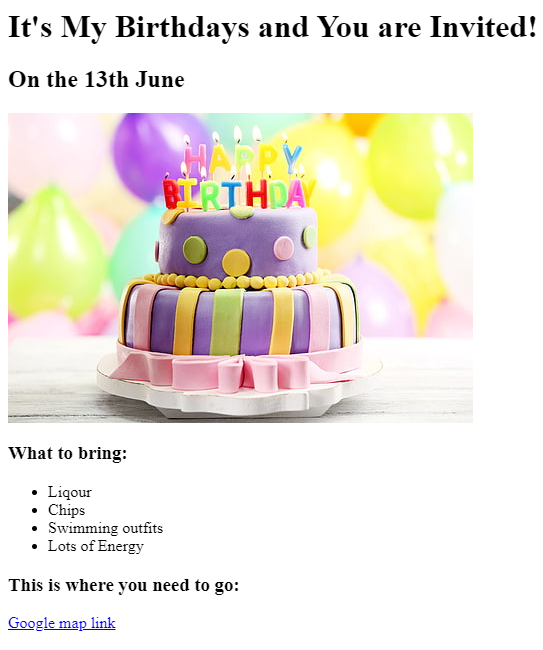 It's My Birthdays and You are Invited!
On the 13th June
HAPPY
BIRTHDAY
What to bring:
Liqour
Chips
Swimming outfits
Lots of Energy
This is where you need to go:
Google map link